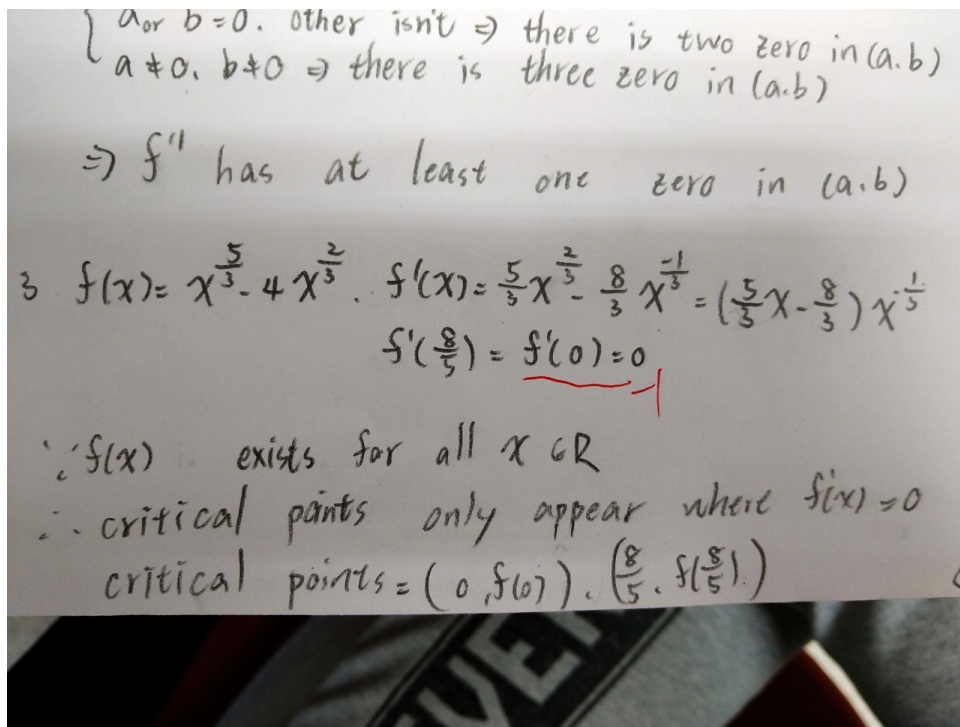 a or b=0. other isn't ⇒ there is two zero in (a.b)
a≠0. b≠0 ⇒ there is three zero in (a.b)
⇒ f" has at least one zero in (a.b)
3 f(x)= x^{5/3} - 4x^{2/3}. f'(x)= 5/3 x^{2/3} - 8/3 x^{-1/3} = (5/3 x - 8/3) x^{-1/3}
f'(8/5) = f'(0)=0
-1
∵ f(x) exists for all x ∈ R
∴ critical points only appear where f'(x)=0
critical points = (0, f(0)). (8/5. f(8/5).)
EVE